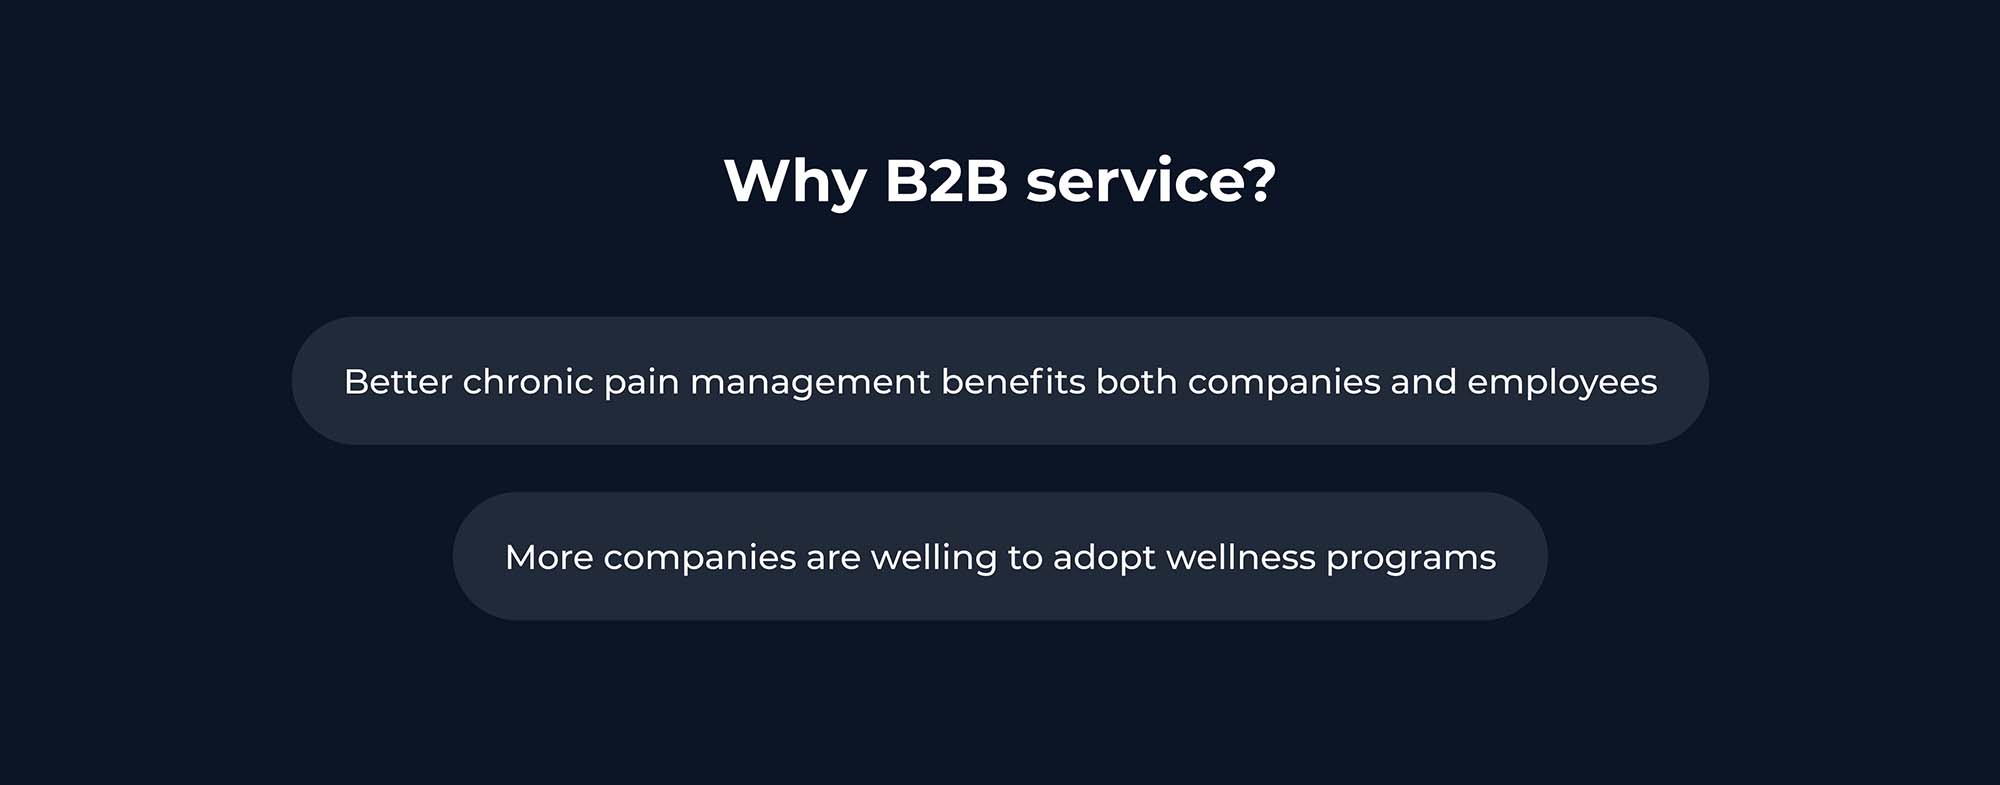 Why B2B service?
Better chronic pain management benefits both companies and employees
More companies are welling to adopt wellness programs